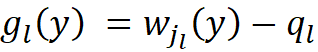 g_l(y) = w_{j_l}(y) − q_l